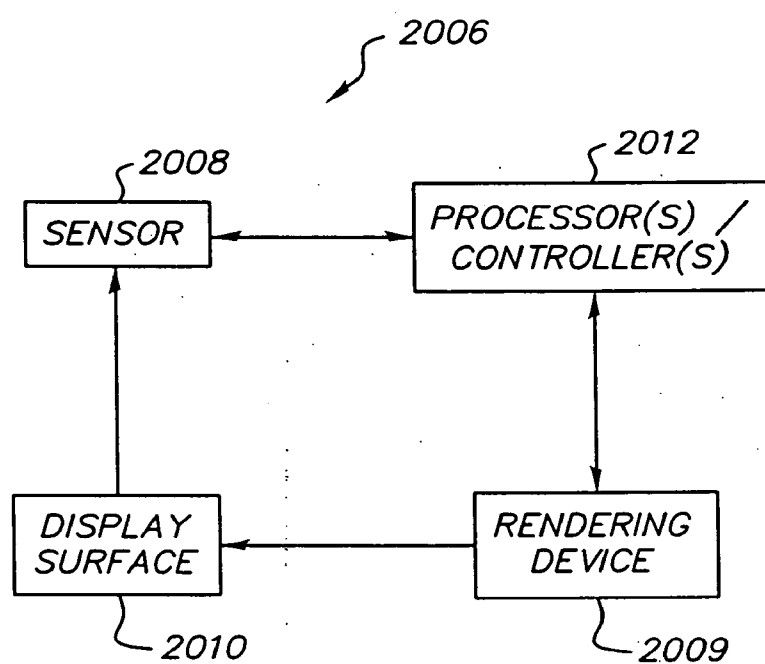 2006
2008
2012
SENSOR
PROCESSOR(S) /
CONTROLLER(S)
DISPLAY
SURFACE
RENDERING
DEVICE
2010
2009